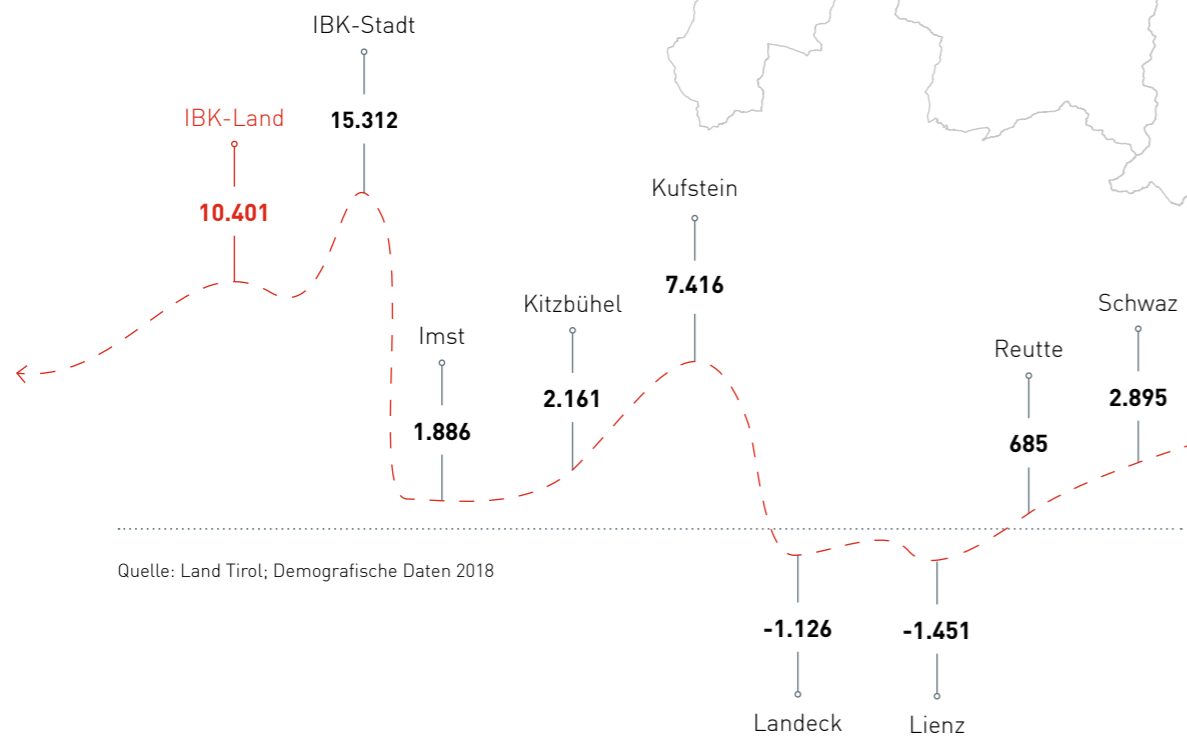 IBK-Stadt
15.312
IBK-Land
10.401
Imst
1.886
Kitzbühel
2.161
Kufstein
7.416
Reutte
685
Schwaz
2.895
Quelle: Land Tirol; Demografische Daten 2018
-1.126
Landeck
-1.451
Lienz